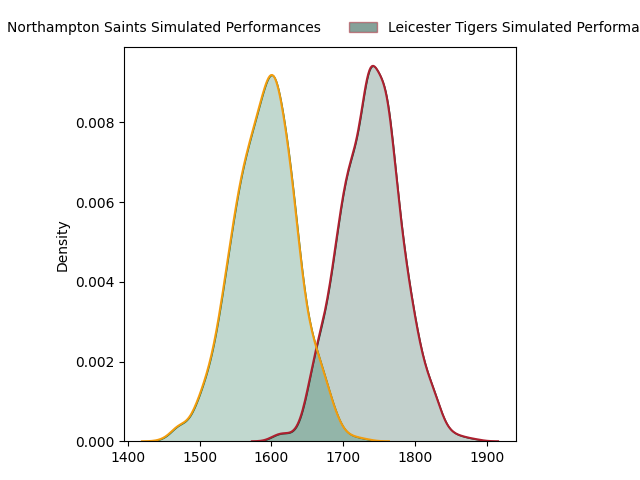 Northampton Saints Simulated Performances Leicester Tigers Simulated Performa
0.008
0.006
0.004
0.002
0.000
Density
1400 1500 1600 1700 1800 1900